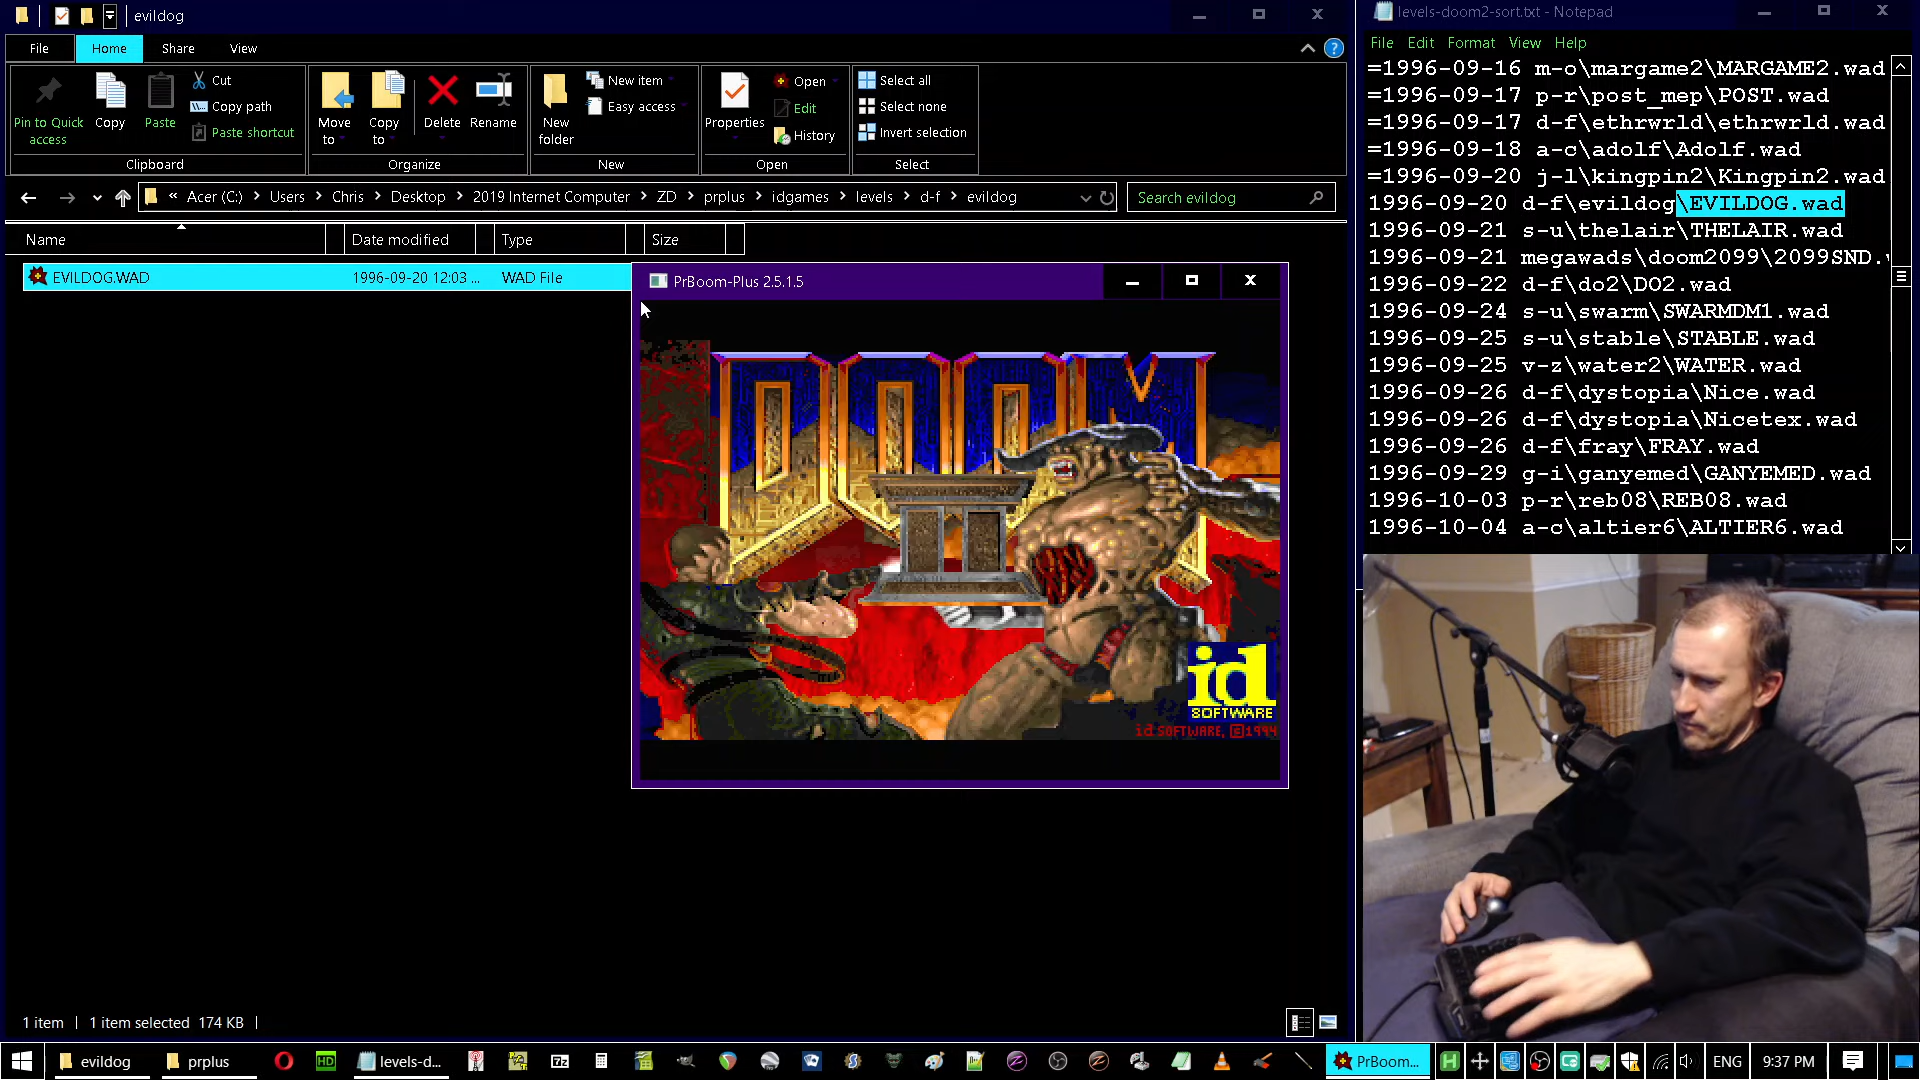 evildog
File Home Share View
Pin to Quick access
Copy
Paste
Cut
Copy path
Paste shortcut
Clipboard
Move to
Copy to
Delete
Rename
Organize
New folder
New item
Easy access
New
Properties
Open
Edit
History
Open
Select all
Select none
Invert selection
Select
« Acer (C:) > Users > Chris > Desktop > 2019 Internet Computer > ZD > prplus > idgames > levels > d-f > evildog
Search evildog
Name Date modified Type Size
EVILDOG.WAD 1996-09-20 12:03 ... WAD File
PrBoom-Plus 2.5.1.5
DOOM
II
id
SOFTWARE
id SOFTWARE, ©1994
1 item 1 item selected 174 KB
levels-doom2-sort.txt - Notepad
File Edit Format View Help
=1996-09-16 m-o\margame2\MARGAME2.wad
=1996-09-17 p-r\post_mep\POST.wad
=1996-09-17 d-f\ethrwrld\ethrwrld.wad
=1996-09-18 a-c\adolf\Adolf.wad
=1996-09-20 j-l\kingpin2\Kingpin2.wad
1996-09-20 d-f\evildog\EVILDOG.wad
1996-09-21 s-u\thelair\THELAIR.wad
1996-09-21 megawads\doom2099\2099SND.
1996-09-22 d-f\do2\DO2.wad
1996-09-24 s-u\swarm\SWARMDM1.wad
1996-09-25 s-u\stable\STABLE.wad
1996-09-25 v-z\water2\WATER.wad
1996-09-26 d-f\dystopia\Nice.wad
1996-09-26 d-f\dystopia\Nicetex.wad
1996-09-26 d-f\fray\FRAY.wad
1996-09-29 g-i\ganyemed\GANYEMED.wad
1996-10-03 p-r\reb08\REB08.wad
1996-10-04 a-c\altier6\ALTIER6.wad
evildog prplus HD levels-d... 7z PrBoom... ENG 9:37 PM